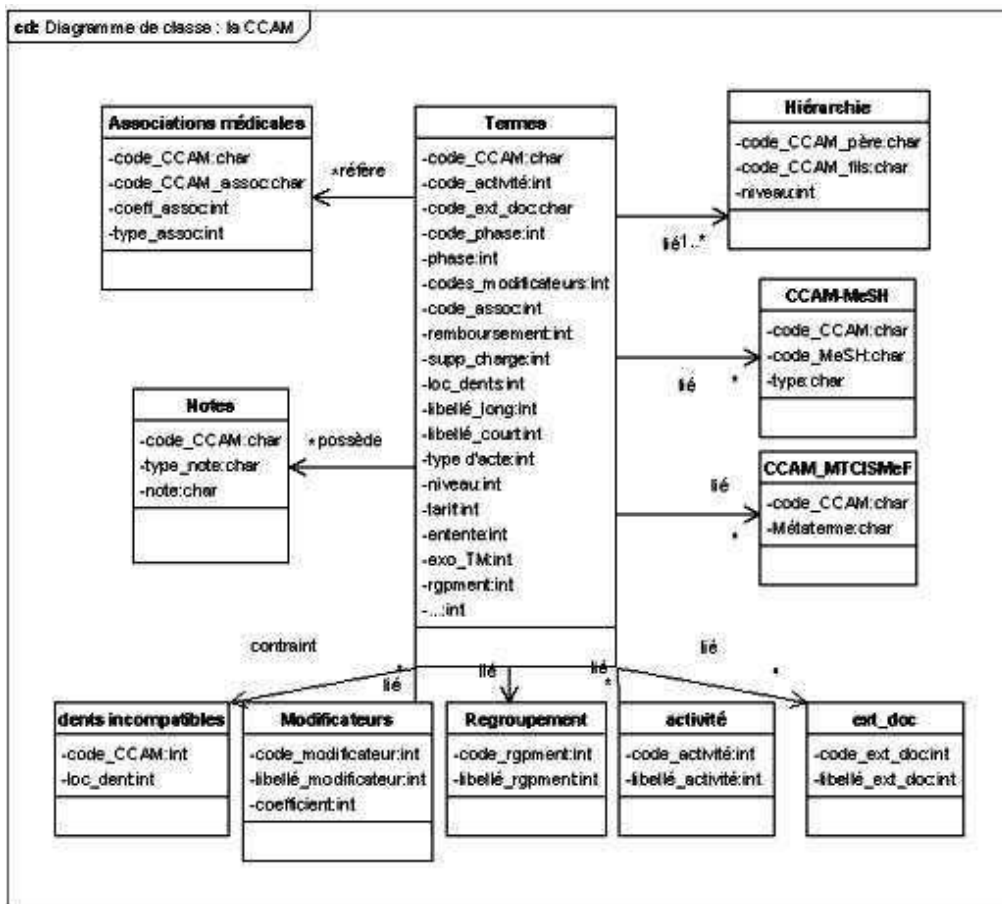 cd: Diagramme de classe : la CCAM
Associations médicales
-code_CCAM:char
-code_CCAM_assoc:char
-coeff_assoc:int
-type_assoc:int
*réfère
Termes
-code_CCAM:char
-code_activité:int
-code_ext_doc:char
-code_phase:int
-phase:int
-codes_modificateurs:int
-code_assoc:int
-remboursement:int
-supp_charge:int
-loc_dents:int
-libellé_long:int
-libellé_court:int
-type d'acte:int
-niveau:int
-tarif:int
-entente:int
-exo_TM:int
-rgpment:int
-...:int
Hiérarchie
-code_CCAM_père:char
-code_CCAM_fils:char
-niveau:int
lié1..*
CCAM-MeSH
-code_CCAM:char
-code_MeSH:char
-type:char
lié *
Notes
-code_CCAM:char
-type_note:char
-note:char
*possède
CCAM_MTCISMeF
-code_CCAM:char
-Métaterme:char
lié
*
contraint
*
lié
lié
lié
*
lié
*
dents incompatibles
-code_CCAM:int
-loc_dent:int
Modificateurs
-code_modificateur:int
-libellé_modificateur:int
-coefficient:int
Regroupement
-code_rgpment:int
-libellé_rgpment:int
activité
-code_activité:int
-libellé_activité:int
ext_doc
-code_ext_doc:int
-libellé_ext_doc:int